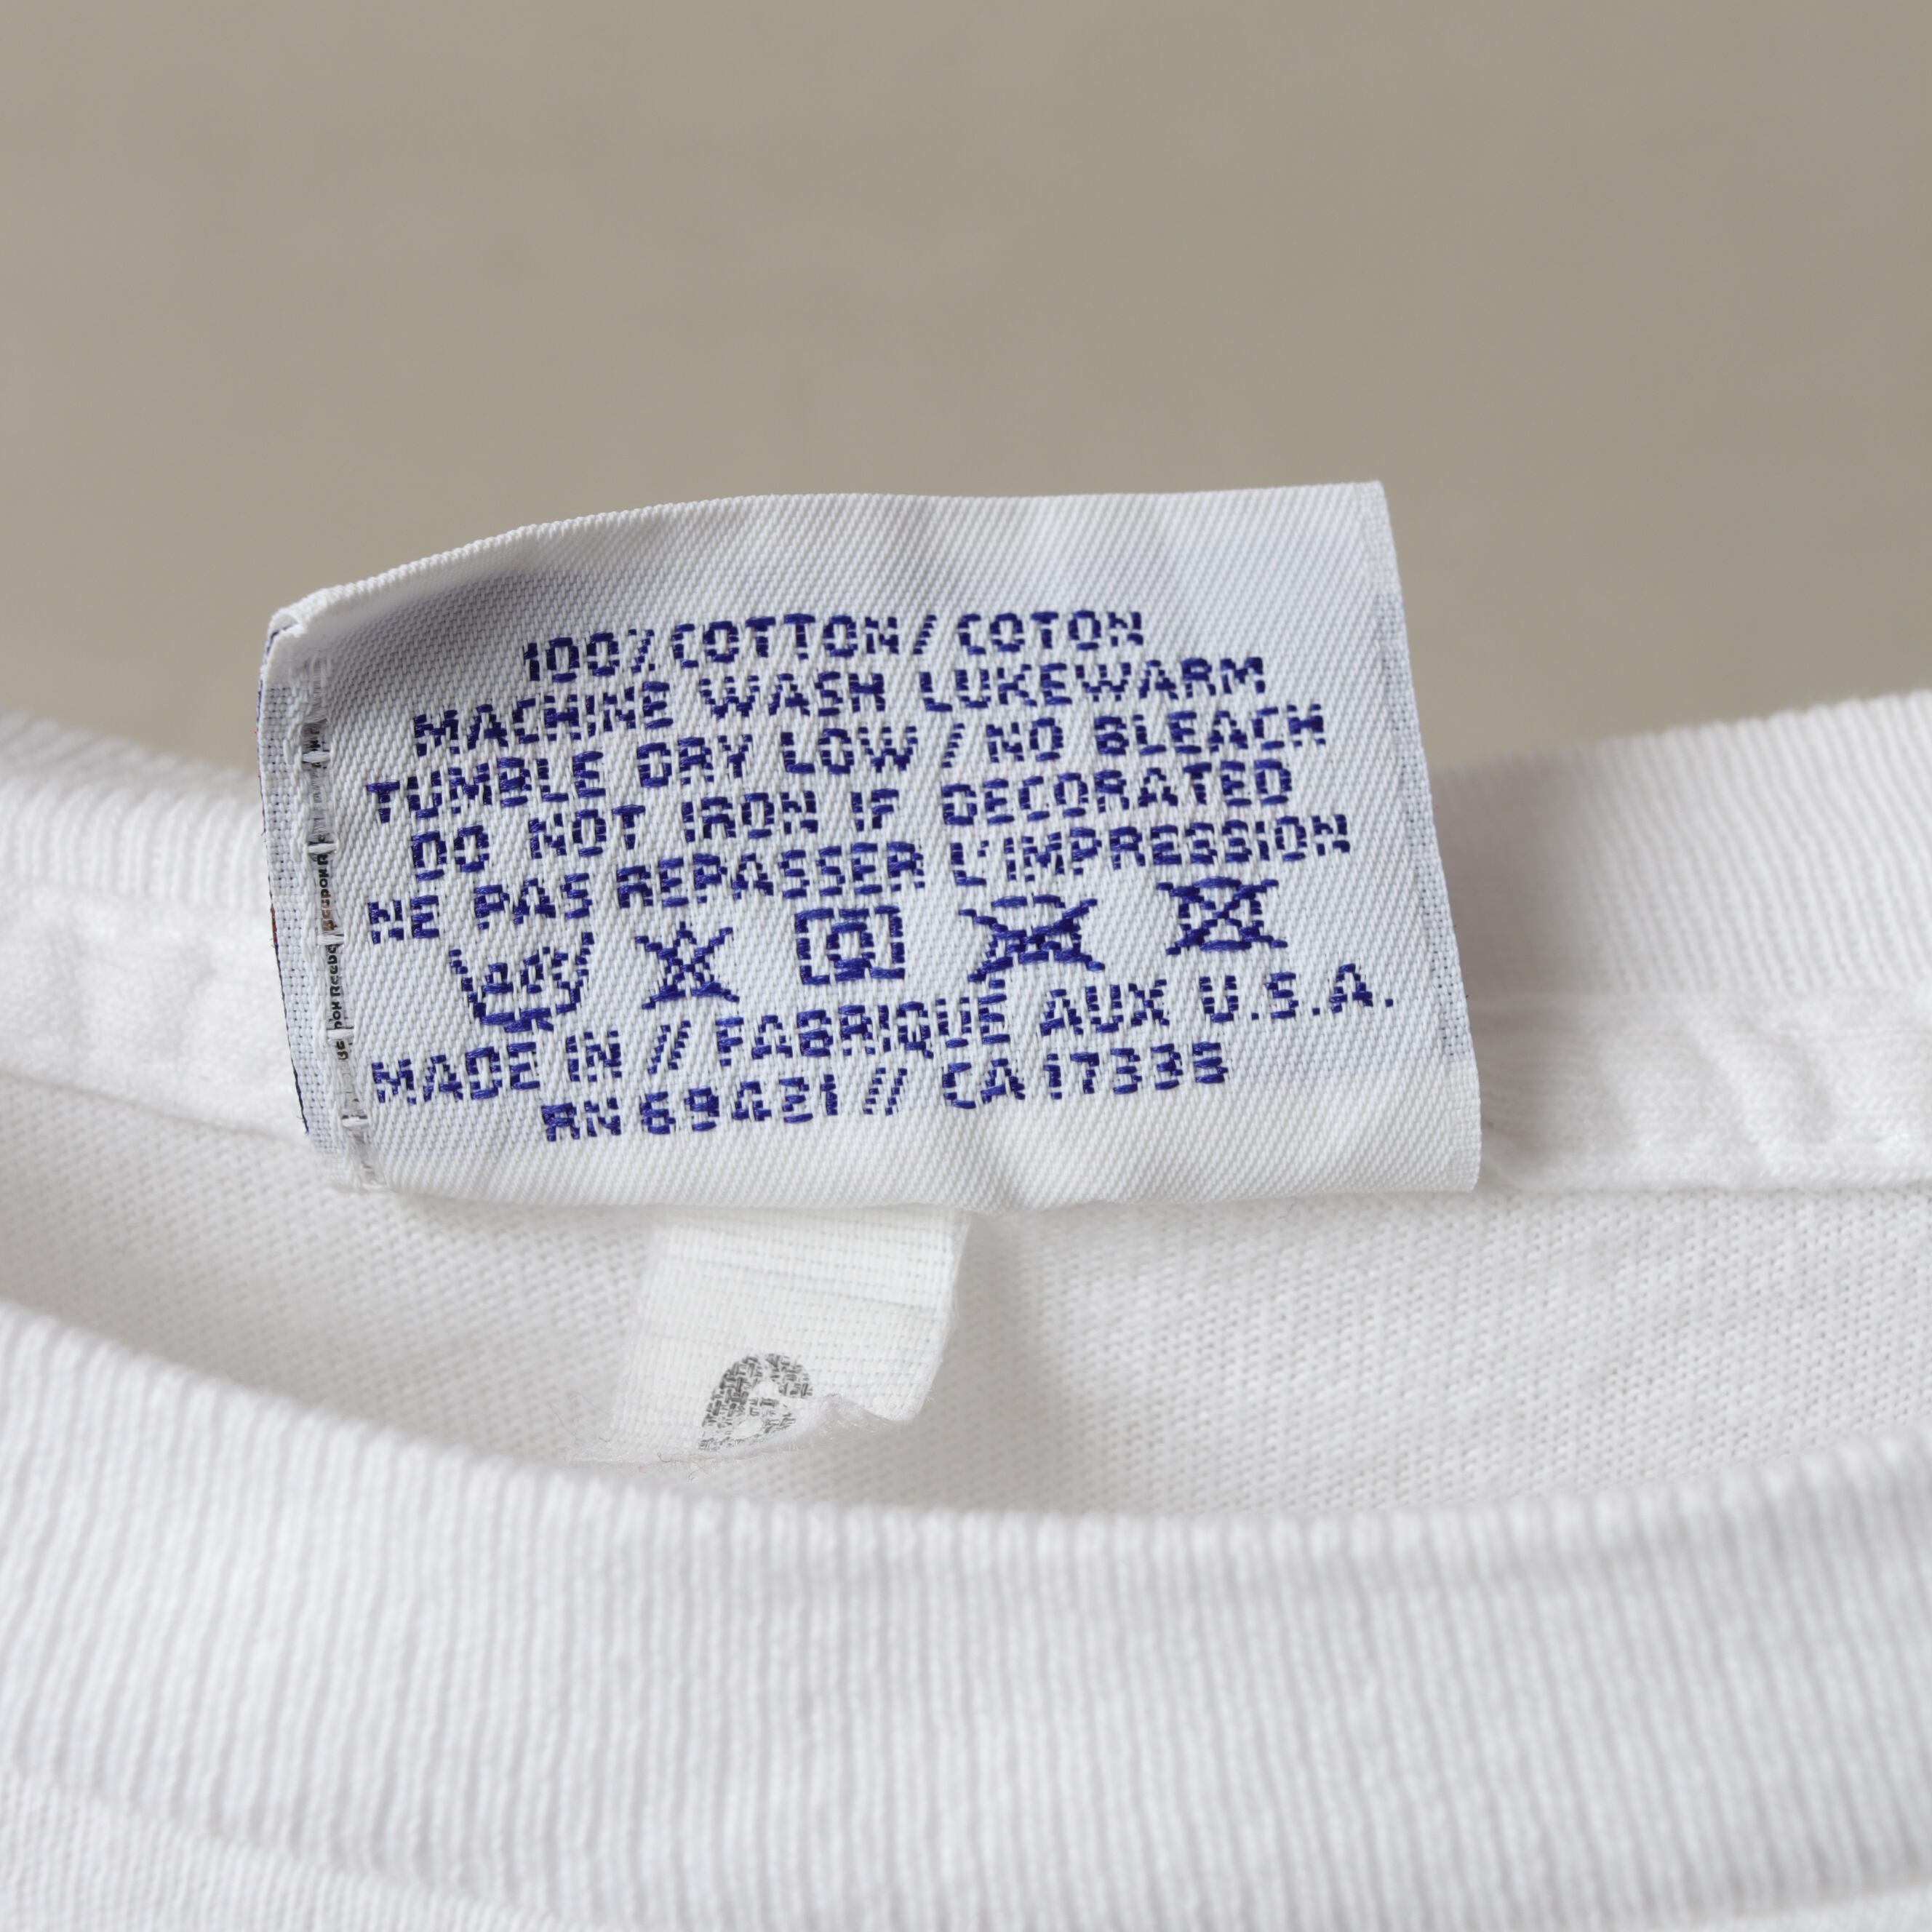 100% COTTON / COTON
MACHINE WASH LUKEWARM
TUMBLE DRY LOW / NO BLEACH
DO NOT IRON IF DECORATED
NE PAS REPASSER L'IMPRESSION
MADE IN // FABRIQUE AUX U.S.A.
RN 69421 // CA 17335